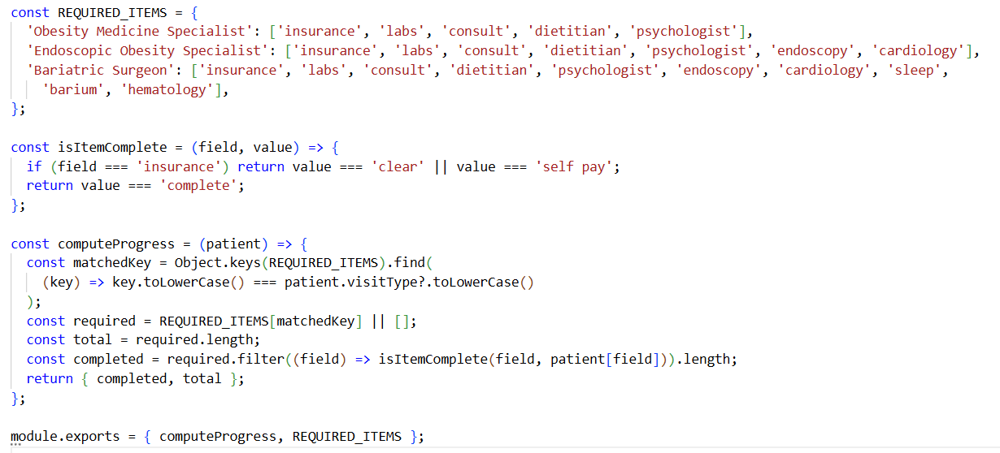 const REQUIRED_ITEMS = {
  'Obesity Medicine Specialist': ['insurance', 'labs', 'consult', 'dietitian', 'psychologist'],
  'Endoscopic Obesity Specialist': ['insurance', 'labs', 'consult', 'dietitian', 'psychologist', 'endoscopy', 'cardiology'],
  'Bariatric Surgeon': ['insurance', 'labs', 'consult', 'dietitian', 'psychologist', 'endoscopy', 'cardiology', 'sleep',
    'barium', 'hematology'],
};

const isItemComplete = (field, value) => {
  if (field === 'insurance') return value === 'clear' || value === 'self pay';
  return value === 'complete';
};

const computeProgress = (patient) => {
  const matchedKey = Object.keys(REQUIRED_ITEMS).find(
    (key) => key.toLowerCase() === patient.visitType?.toLowerCase()
  );
  const required = REQUIRED_ITEMS[matchedKey] || [];
  const total = required.length;
  const completed = required.filter((field) => isItemComplete(field, patient[field])).length;
  return { completed, total };
};

module.exports = { computeProgress, REQUIRED_ITEMS };